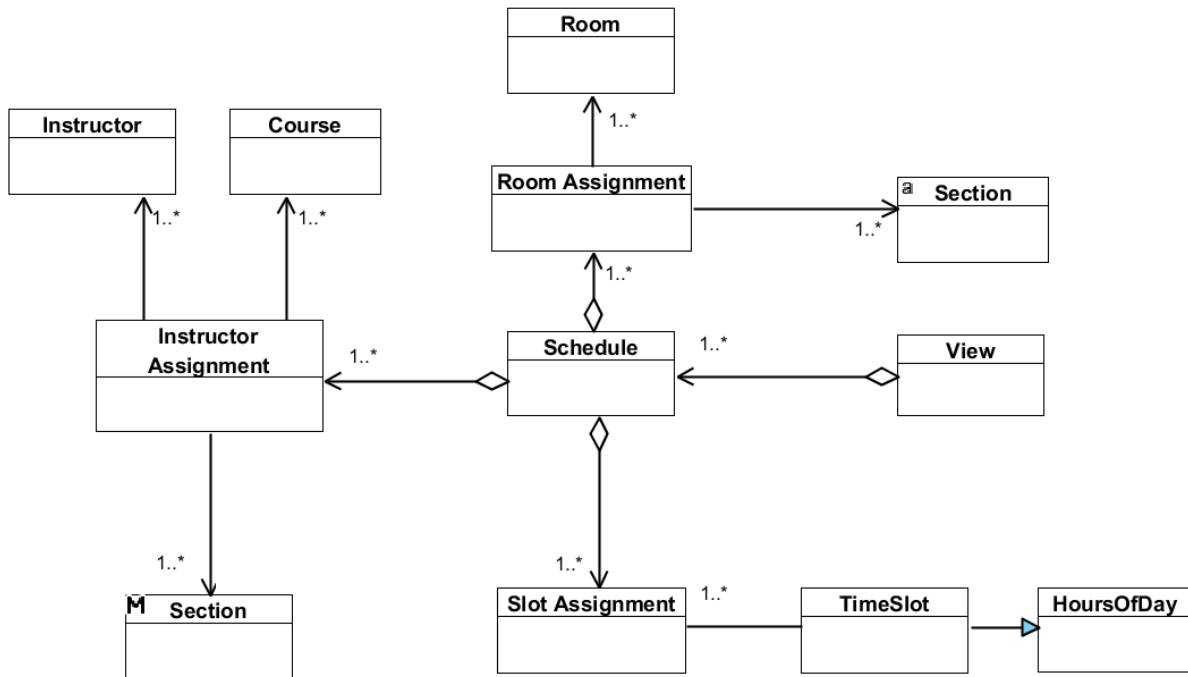 Room
1..*
Instructor
Course
1..*
1..*
Room Assignment
a
Section
1..*
1..*
Instructor
Assignment
1..*
Schedule
1..*
View
1..*
1..*
M
Section
Slot Assignment
1..*
TimeSlot
HoursOfDay